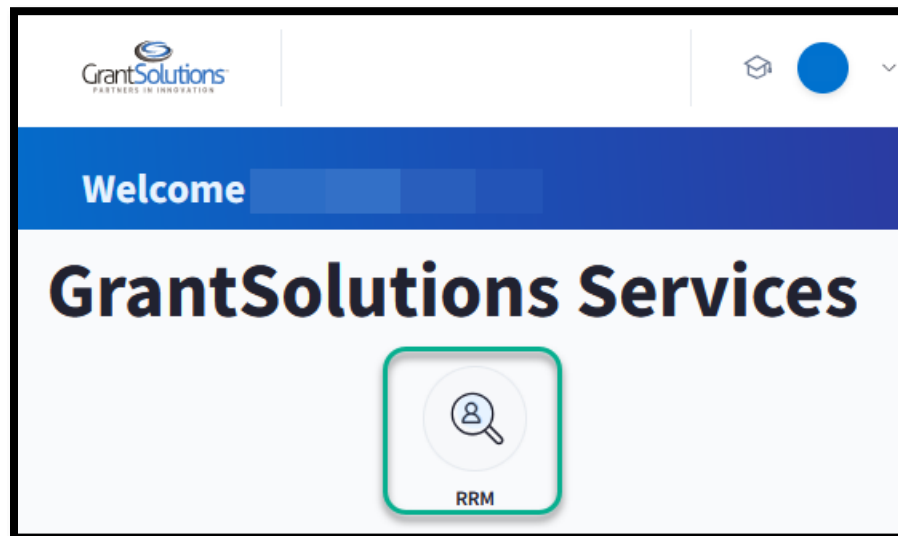 GrantSolutions
PARTNERS IN INNOVATION
Welcome
GrantSolutions Services
RRM